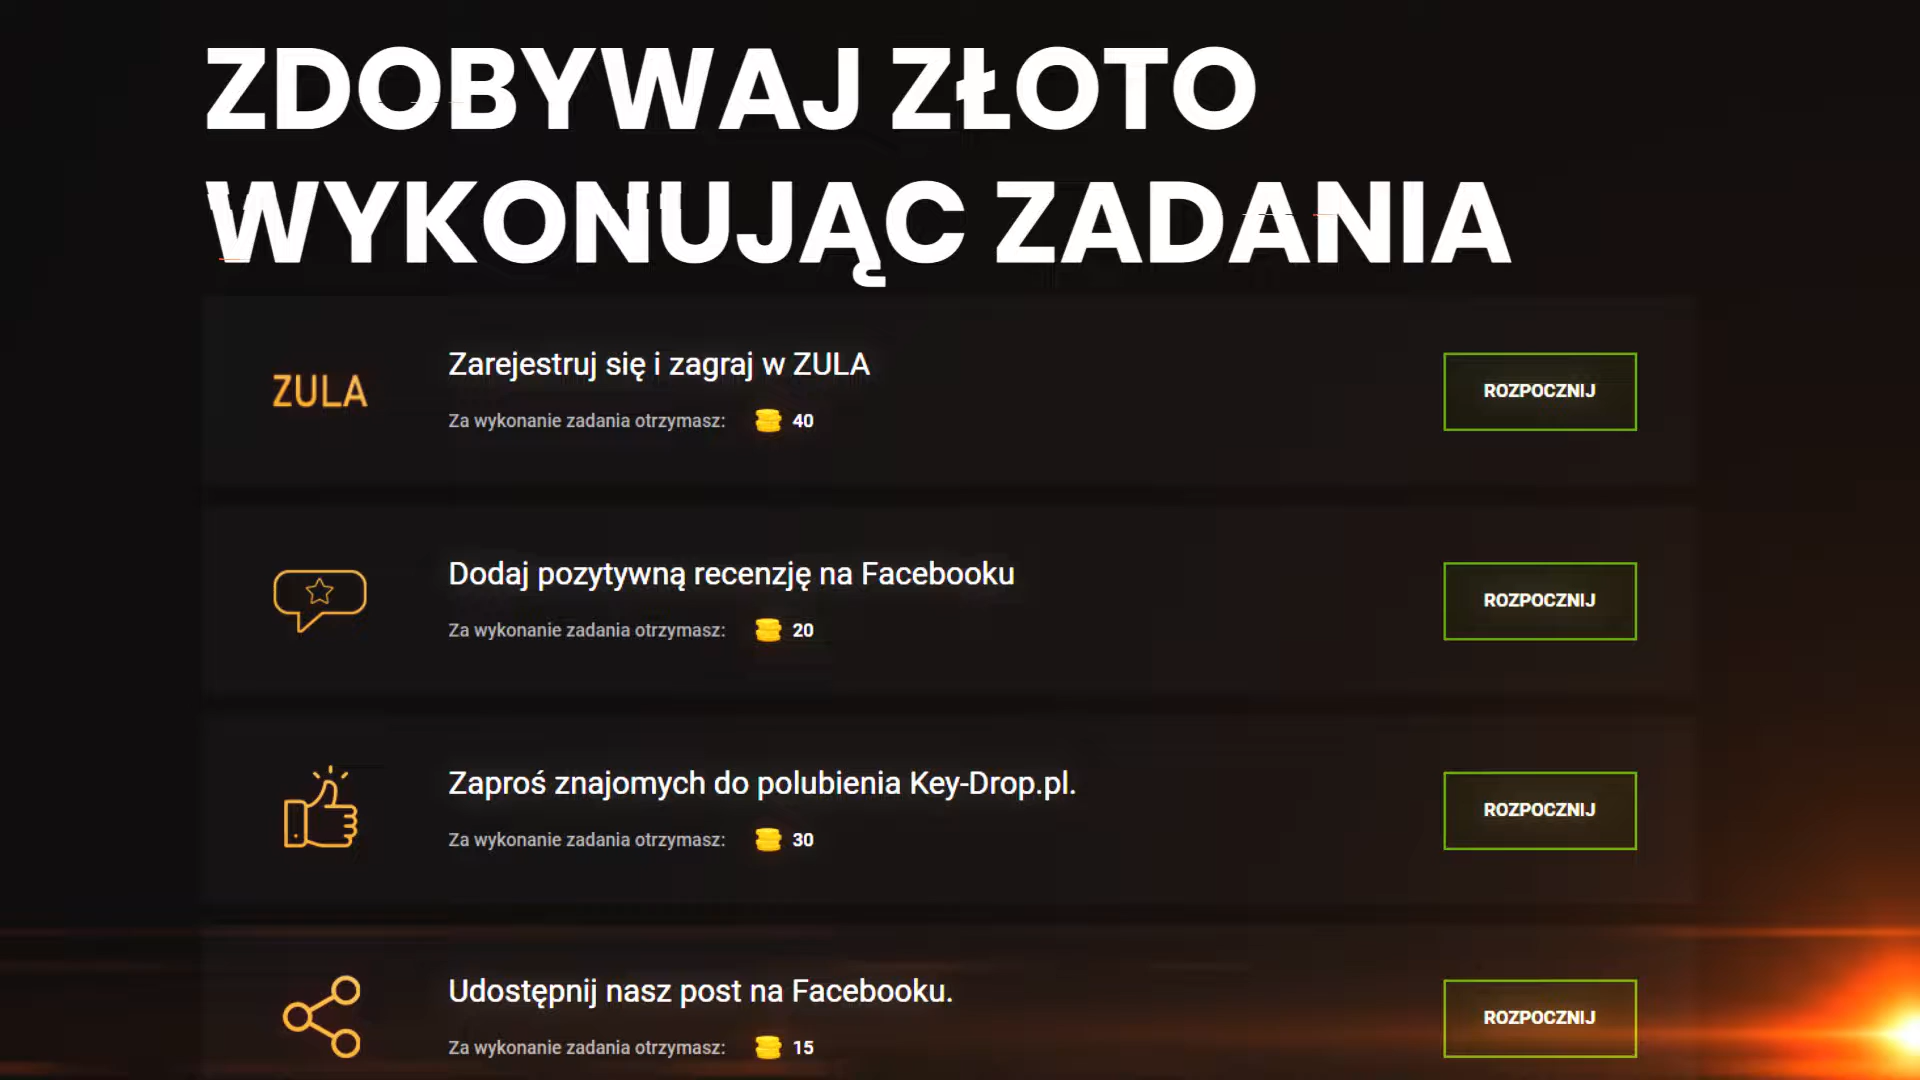 ZDOBYWAJ ZŁOTO
WYKONUJĄC ZADANIA
ZULA
Zarejestruj się i zagraj w ZULA
Za wykonanie zadania otrzymasz: 40
ROZPOCZNIJ
Dodaj pozytywną recenzję na Facebooku
Za wykonanie zadania otrzymasz: 20
ROZPOCZNIJ
Zaproś znajomych do polubienia Key-Drop.pl.
Za wykonanie zadania otrzymasz: 30
ROZPOCZNIJ
Udostępnij nasz post na Facebooku.
Za wykonanie zadania otrzymasz: 15
ROZPOCZNIJ